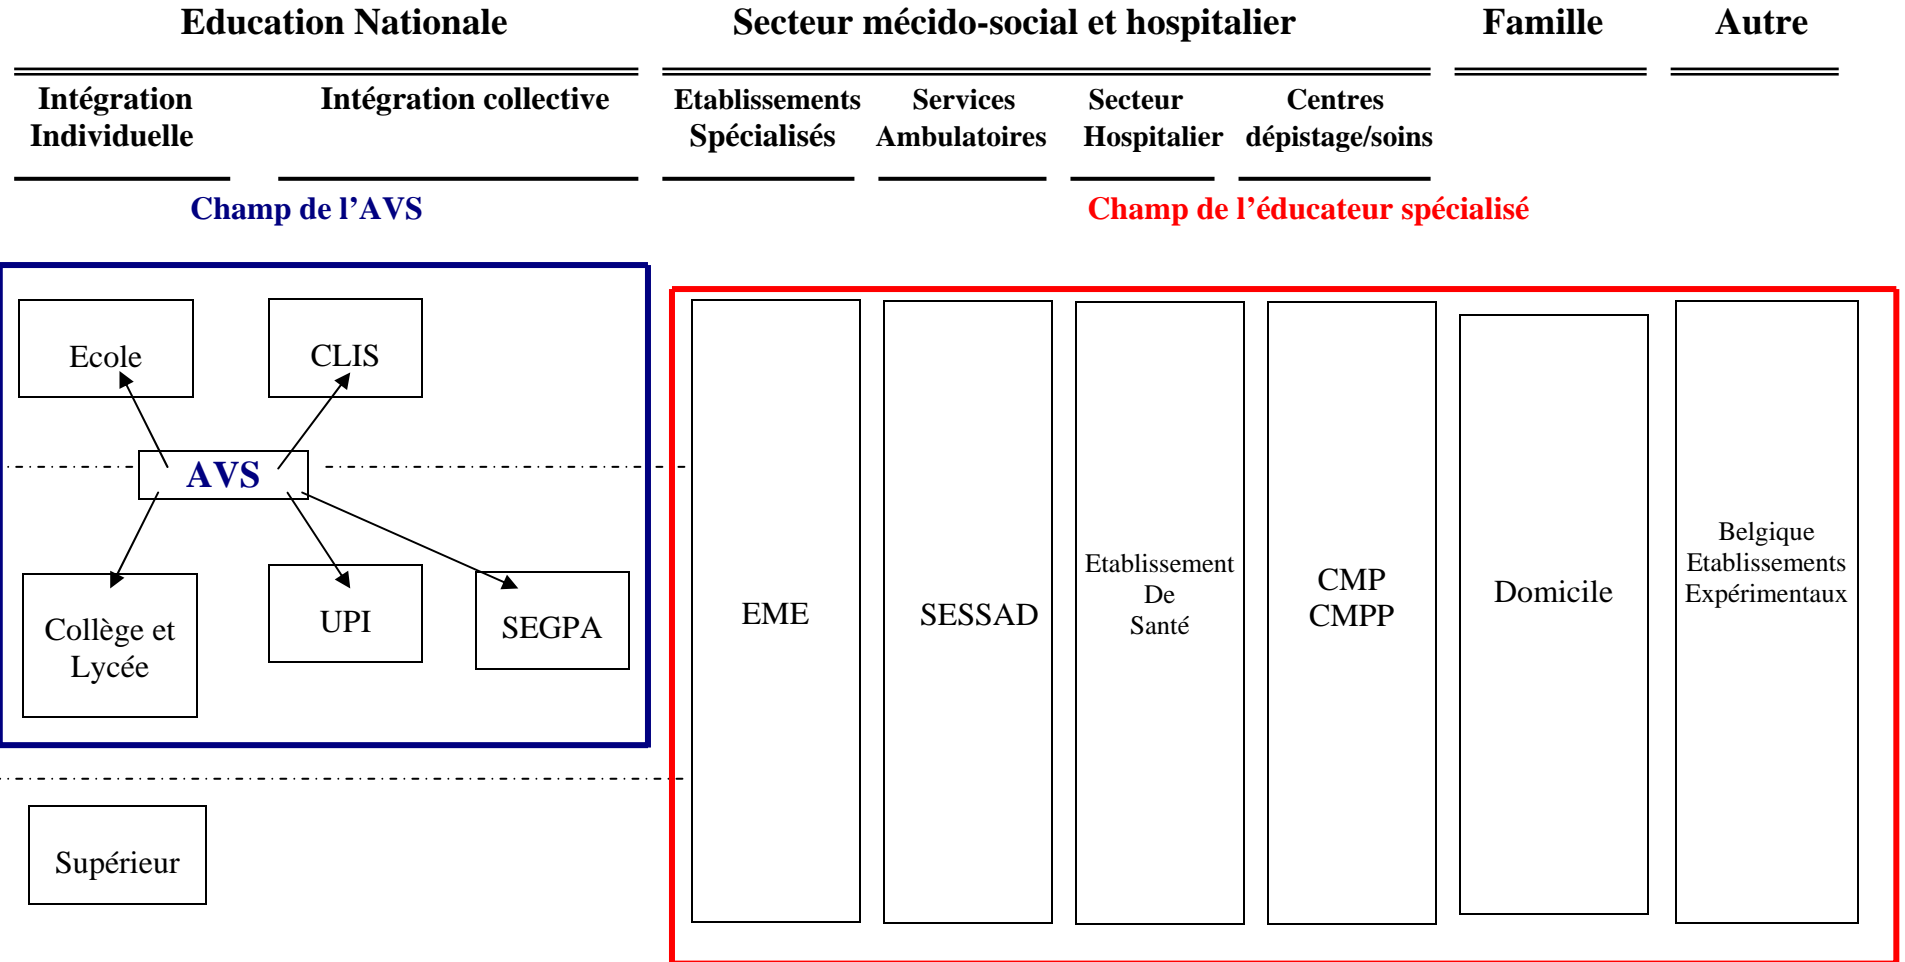 Education Nationale
Secteur mécido-social et hospitalier
Famille
Autre
Intégration
Individuelle
Intégration collective
Etablissements
Spécialisés
Services
Ambulatoires
Secteur
Hospitalier
Centres
dépistage/soins
Champ de l’AVS
Champ de l’éducateur spécialisé
Ecole
CLIS
AVS
Collège et
Lycée
UPI
SEGPA
Supérieur
EME
SESSAD
Etablissement
De
Santé
CMP
CMPP
Domicile
Belgique
Etablissements
Expérimentaux